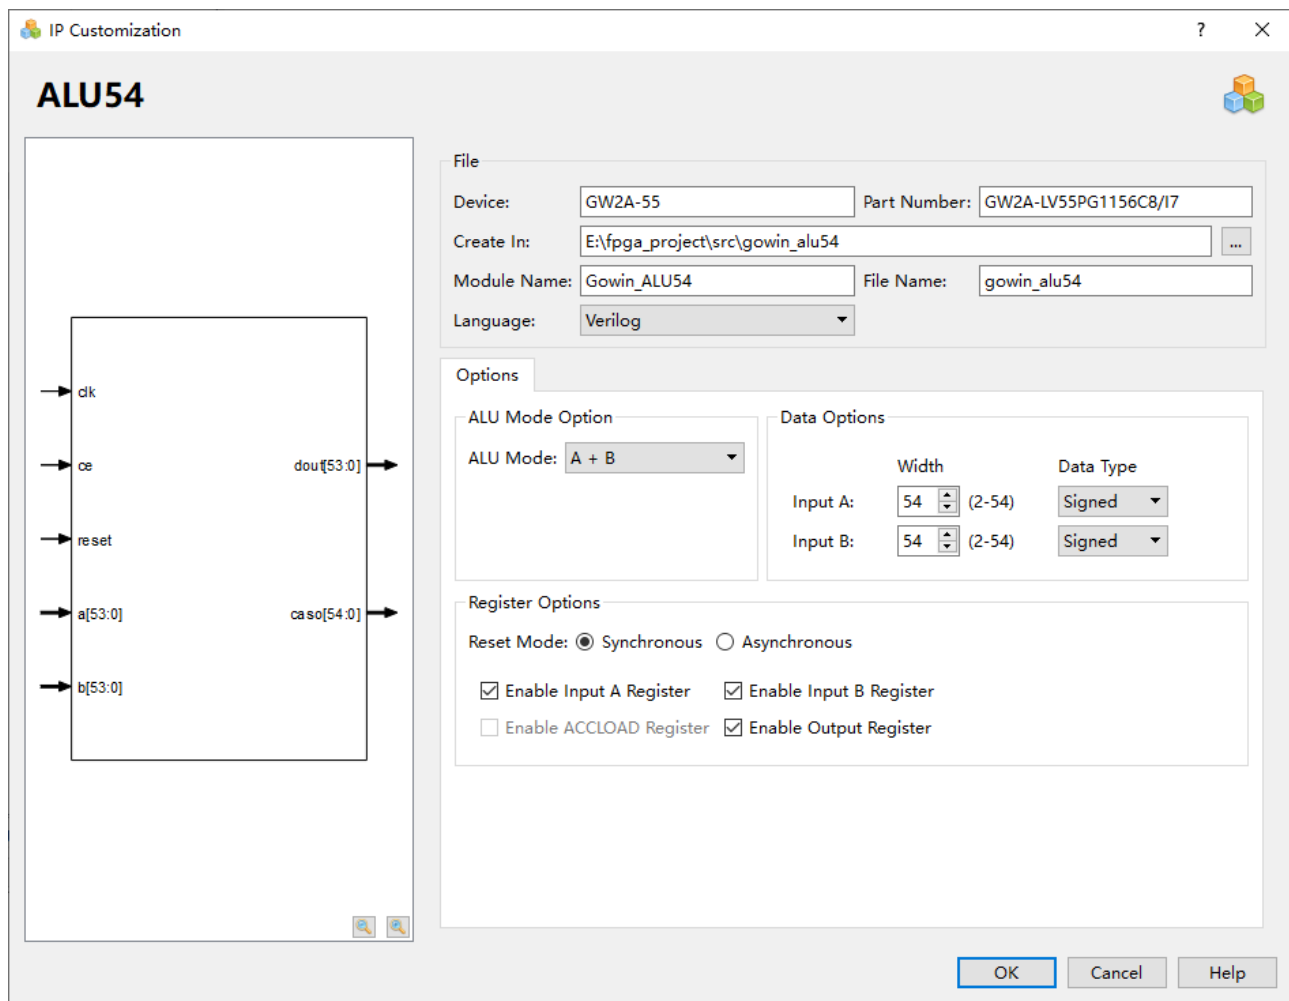 IP Customization
?
ALU54
clk
ce
dout[53:0]
reset
a[53:0]
caso[54:0]
b[53:0]
File
Device: GW2A-55 Part Number: GW2A-LV55PG1156C8/I7
Create In: E:\fpga_project\src\gowin_alu54 ...
Module Name: Gowin_ALU54 File Name: gowin_alu54
Language: Verilog
Options
ALU Mode Option
ALU Mode: A + B
Data Options
Width Data Type
Input A: 54 (2-54) Signed
Input B: 54 (2-54) Signed
Register Options
Reset Mode: Synchronous Asynchronous
Enable Input A Register Enable Input B Register
Enable ACCLOAD Register Enable Output Register
OK Cancel Help